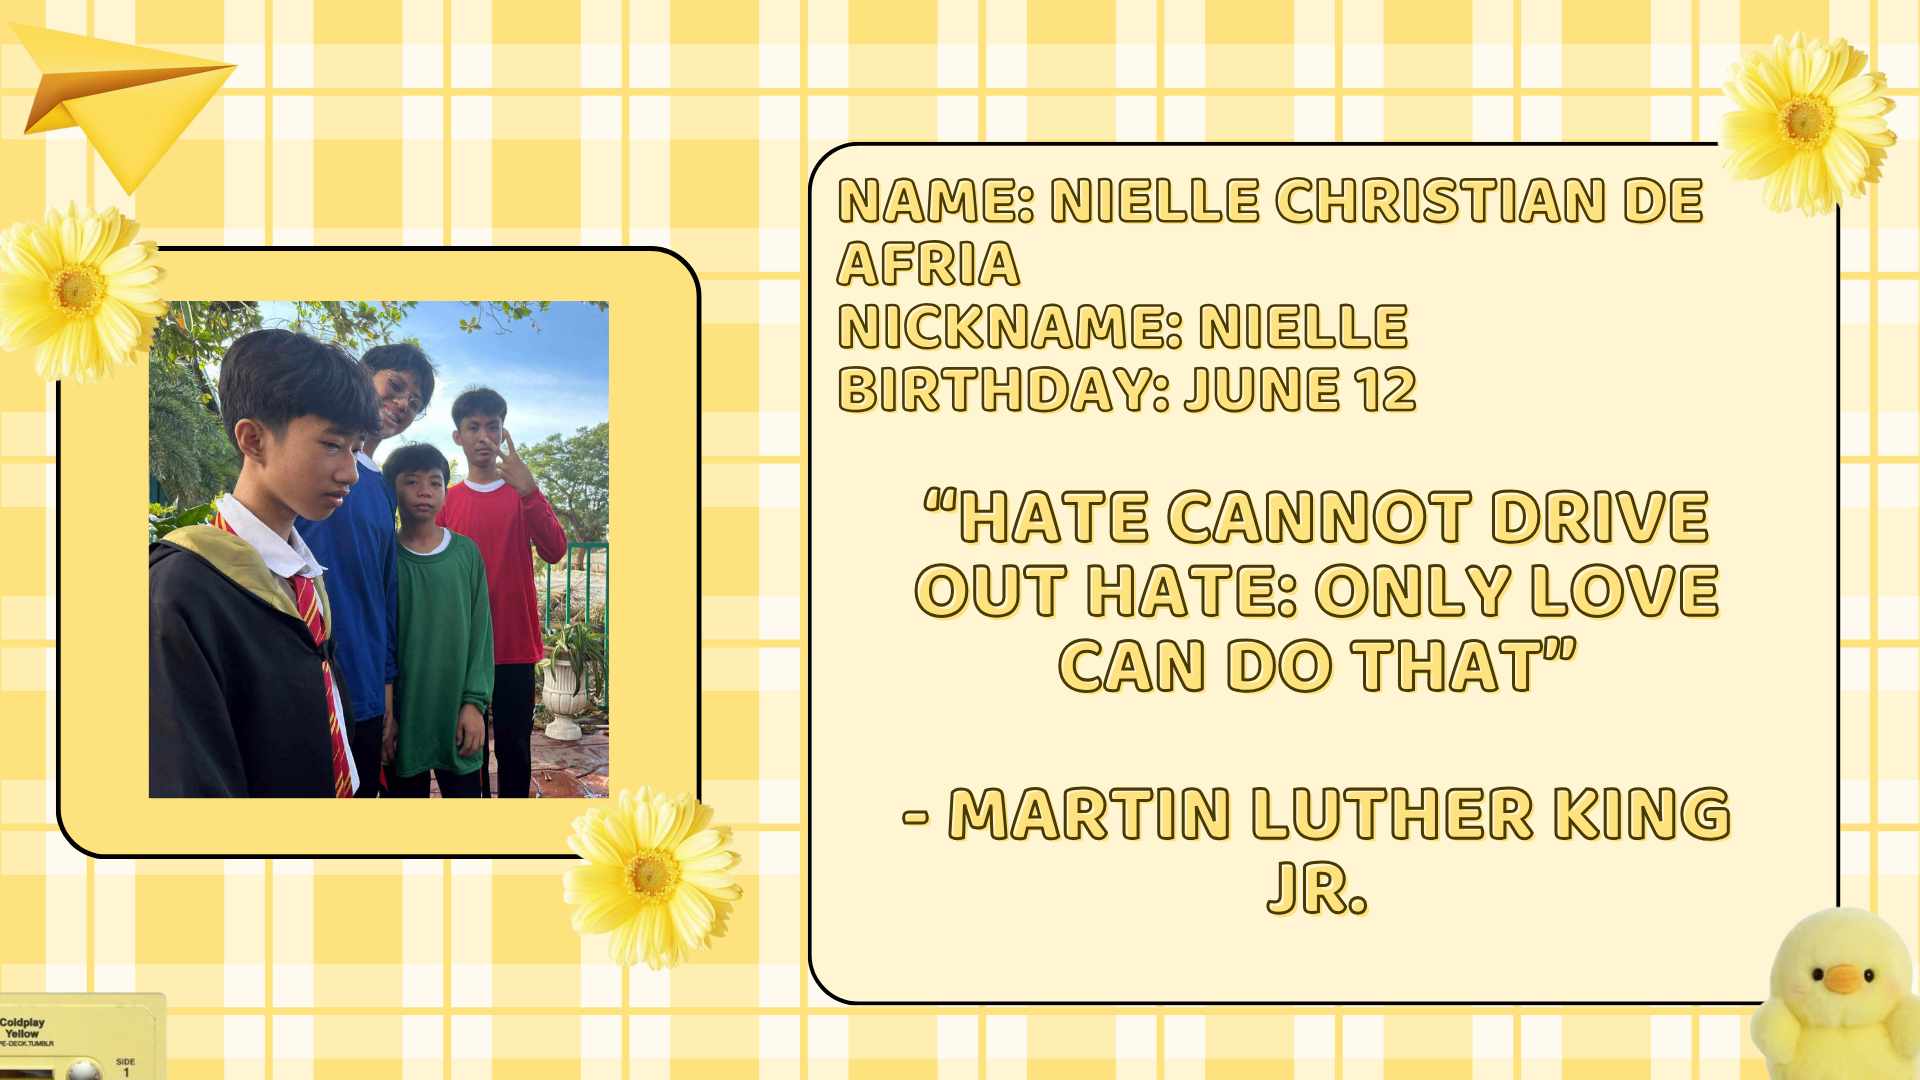 NAME: NIELLE CHRISTIAN DE
AFRIA
NICKNAME: NIELLE
BIRTHDAY: JUNE 12
“HATE CANNOT DRIVE
OUT HATE: ONLY LOVE
CAN DO THAT”
- MARTIN LUTHER KING
JR.
Coldplay
Yellow
PE-DECK.TUMBLR
SIDE
1